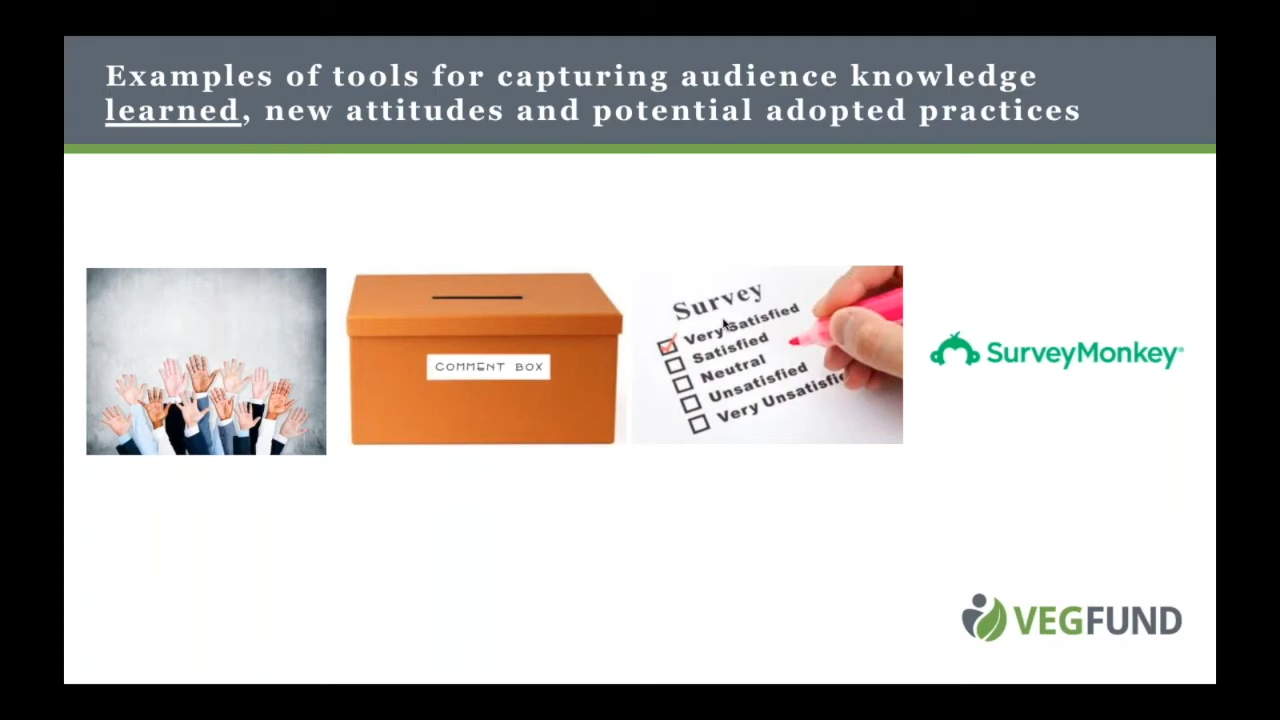 Examples of tools for capturing audience knowledge
learned, new attitudes and potential adopted practices
COMMENT BOX
Survey
Very Satisfied
Satisfied
Neutral
Unsatisfied
Very Unsatisfie
SurveyMonkey®
VEGFUND